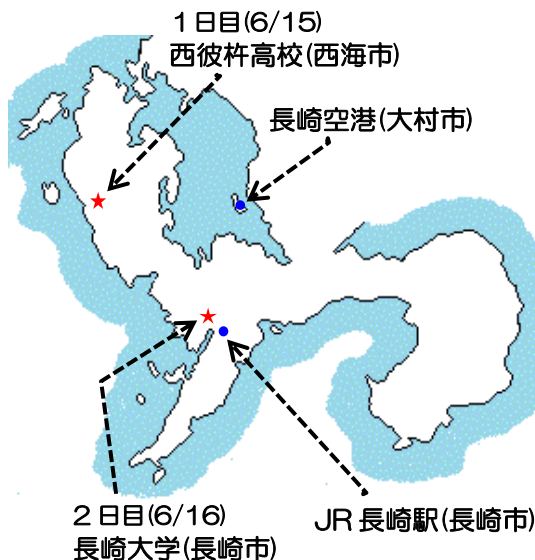 1日目(6/15)
西彼杵高校(西海市)
長崎空港(大村市)
2日目(6/16)
長崎大学(長崎市)
JR長崎駅(長崎市)